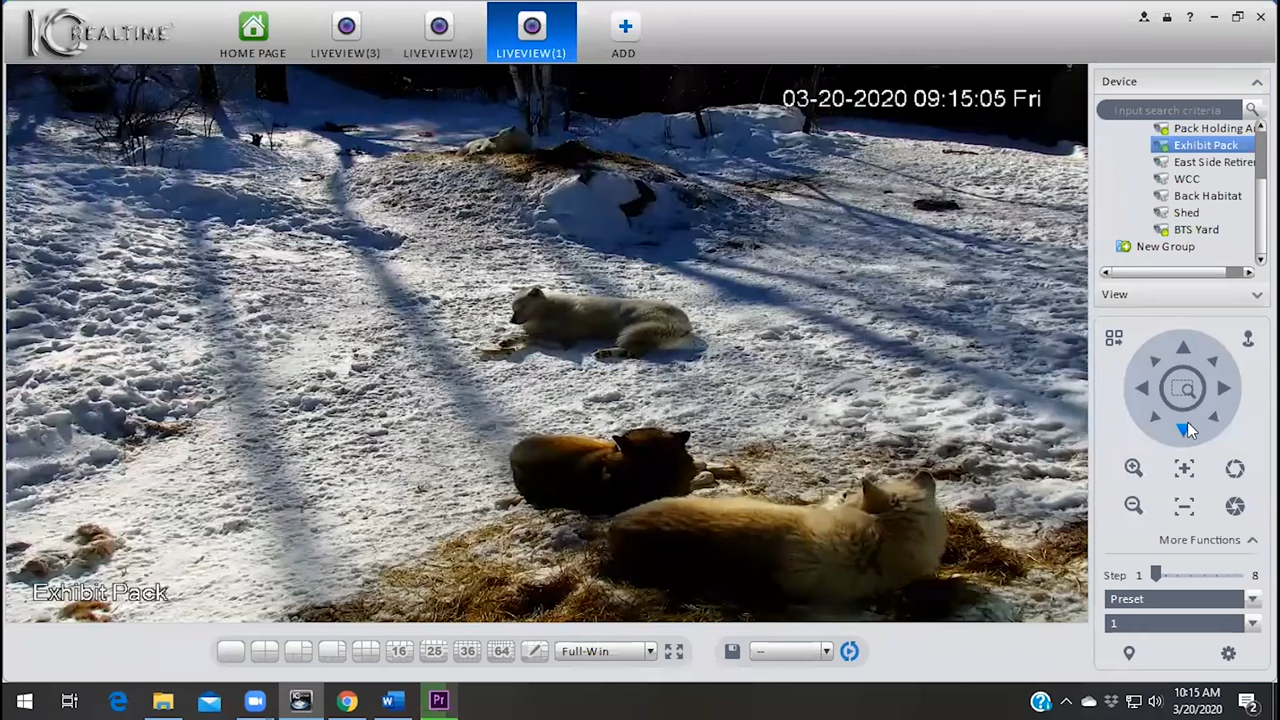 IC REALTIME
HOME PAGE
LIVEVIEW(3)
LIVEVIEW(2)
LIVEVIEW(1)
ADD
03-20-2020 09:15:05 Fri
Exhibit Pack
Device
Input search criteria
Pack Holding Ar
Exhibit Pack
East Side Retirer
WCC
Back Habitat
Shed
BTS Yard
New Group
View
More Functions
Step 1 8
Preset
1
16 25 36 64 Full-Win --
10:15 AM
3/20/2020
2